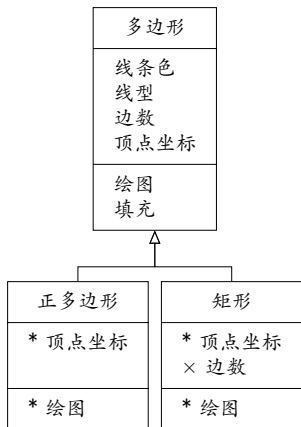 多边形
线条色
线型
边数
顶点坐标
绘图
填充
正多边形
* 顶点坐标
* 绘图
矩形
* 顶点坐标
× 边数
* 绘图